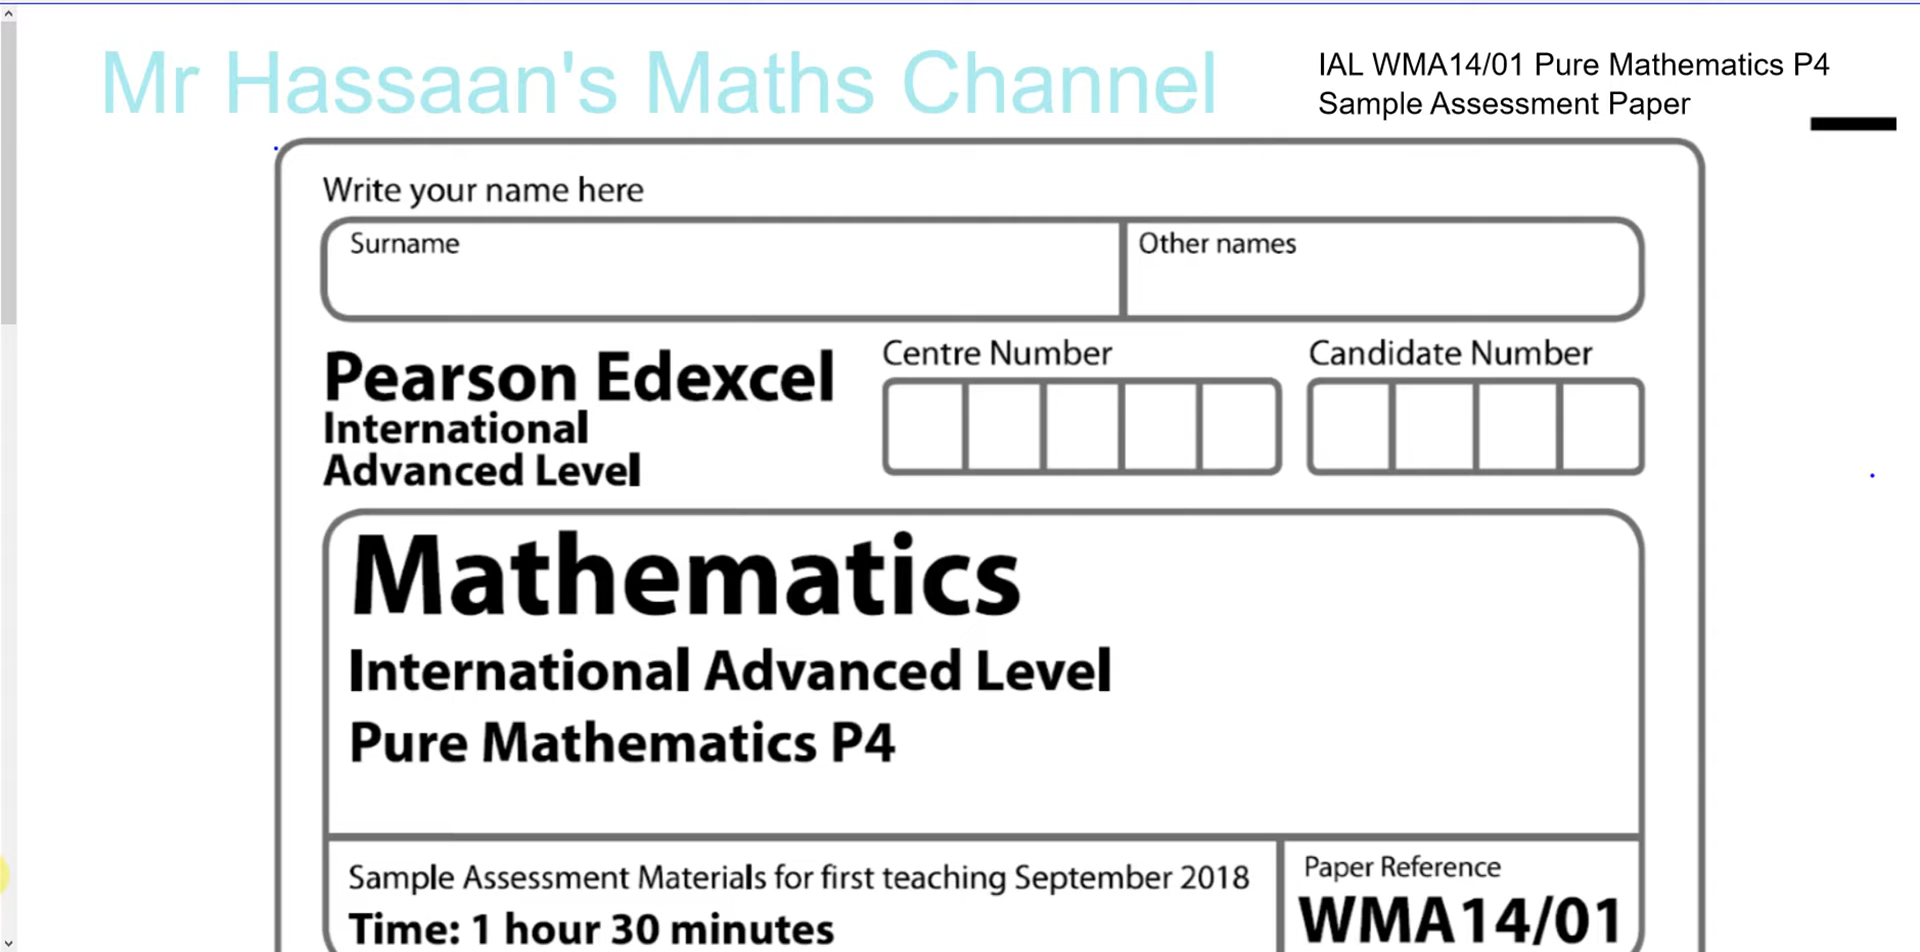 Mr Hassaan's Maths Channel
IAL WMA14/01 Pure Mathematics P4
Sample Assessment Paper
Write your name here
Surname
Other names
Pearson Edexcel
International
Advanced Level
Centre Number
Candidate Number
Mathematics
International Advanced Level
Pure Mathematics P4
Sample Assessment Materials for first teaching September 2018
Time: 1 hour 30 minutes
Paper Reference
WMA14/01